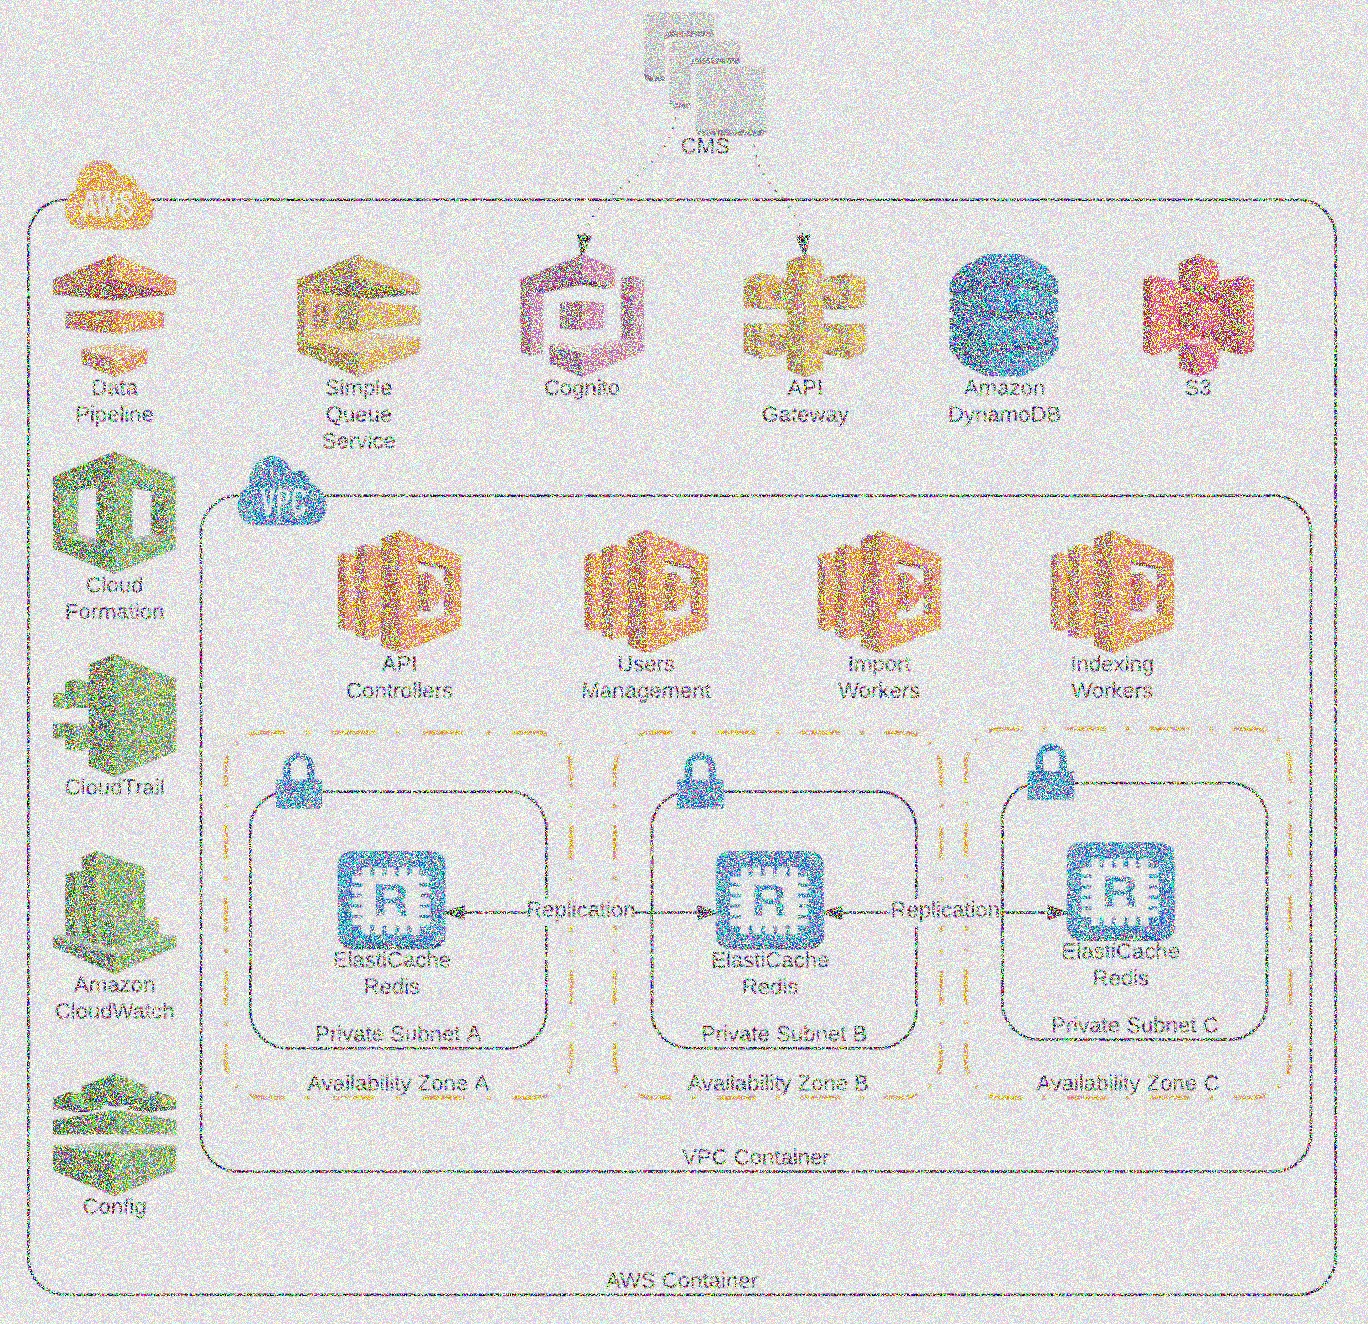 CMS
AWS
Data
Pipeline
Simple
Queue
Service
Cognito
API
Gateway
Amazon
DynamoDB
S3
Cloud
Formation
VPC
API
Controllers
Users
Management
Import
Workers
Indexing
Workers
CloudTrail
Amazon
CloudWatch
Config
R
ElastiCache
Redis
Private Subnet A
Availability Zone A
Replication
R
ElastiCache
Redis
Private Subnet B
Availability Zone B
Replication
R
ElastiCache
Redis
Private Subnet C
Availability Zone C
VPC Container
AWS Container